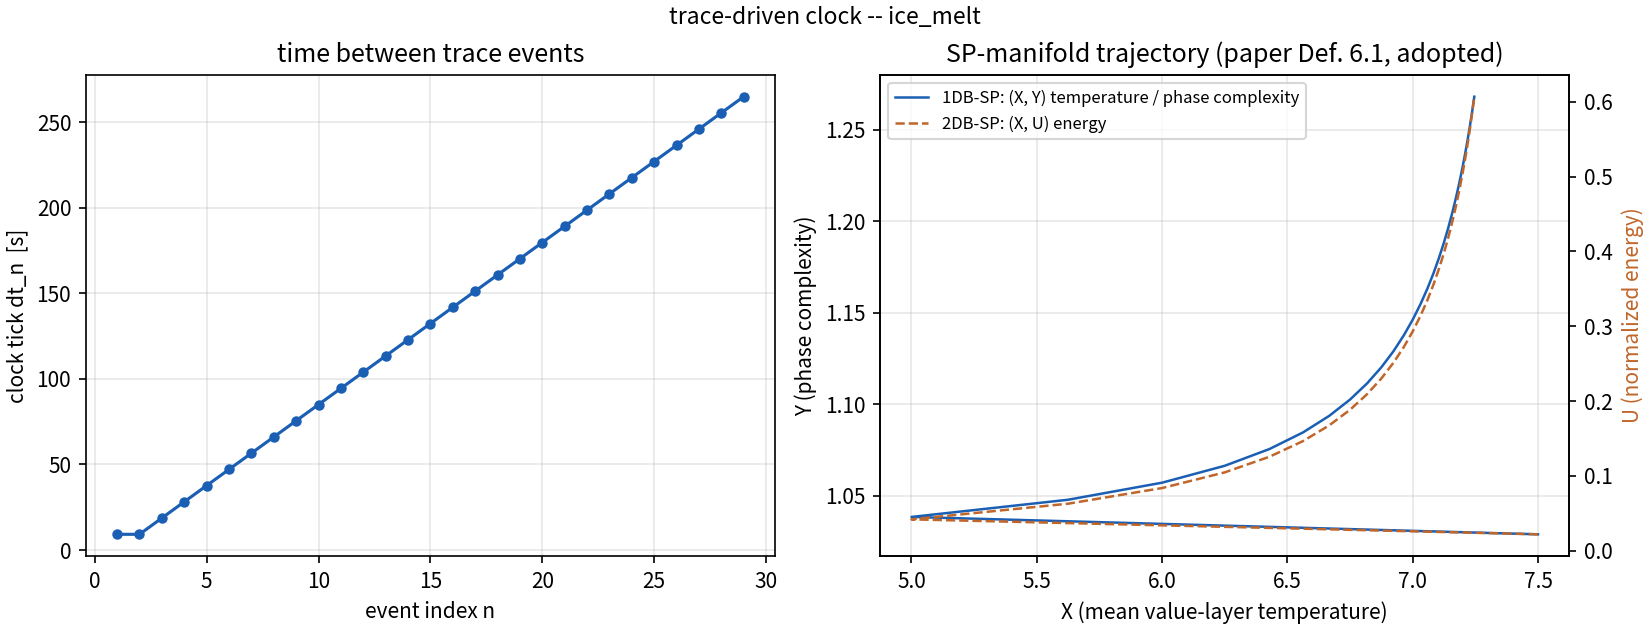 trace-driven clock -- ice_melt
time between trace events
clock tick dt_n [s]
250
200
150
100
50
0
0 5 10 15 20 25 30
event index n
SP-manifold trajectory (paper Def. 6.1, adopted)
1DB-SP: (X, Y) temperature / phase complexity
2DB-SP: (X, U) energy
Y (phase complexity)
1.25
1.20
1.15
1.10
1.05
0.6
0.5
0.4
0.3
0.2
0.1
0.0
U (normalized energy)
5.0 5.5 6.0 6.5 7.0 7.5
X (mean value-layer temperature)